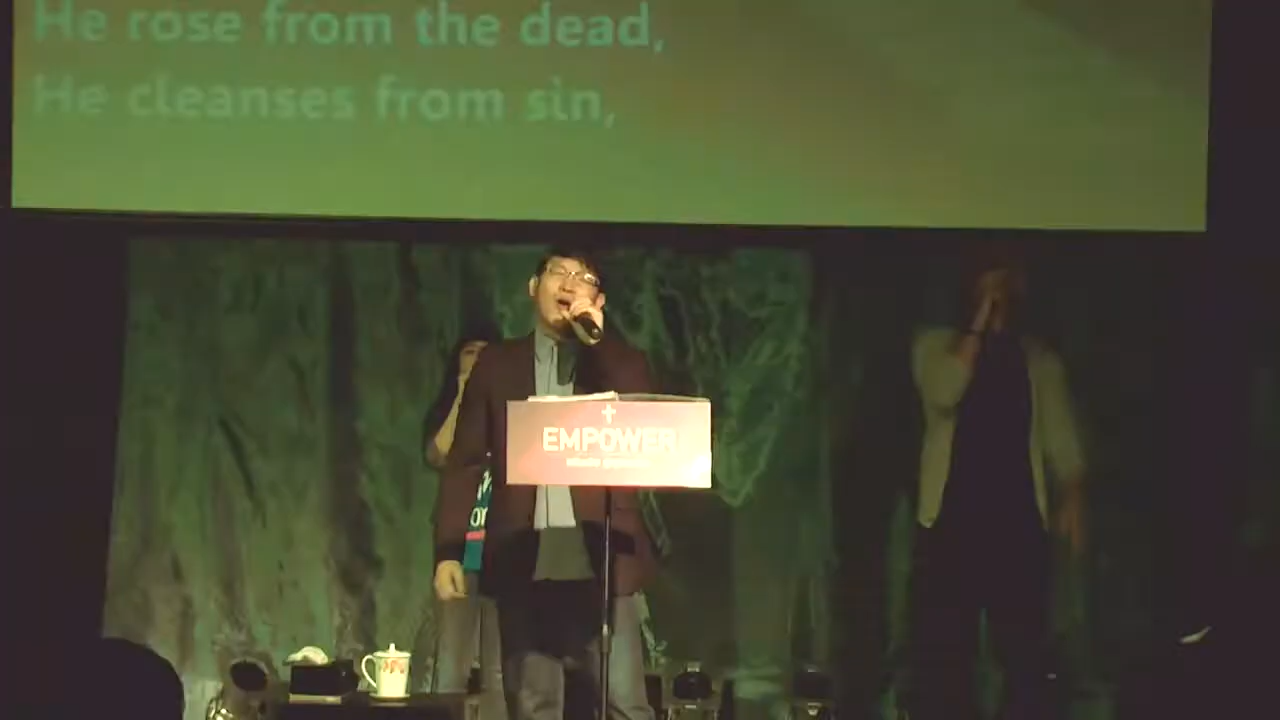 He rose from the dead,
He cleanses from sin,
EMPOWER